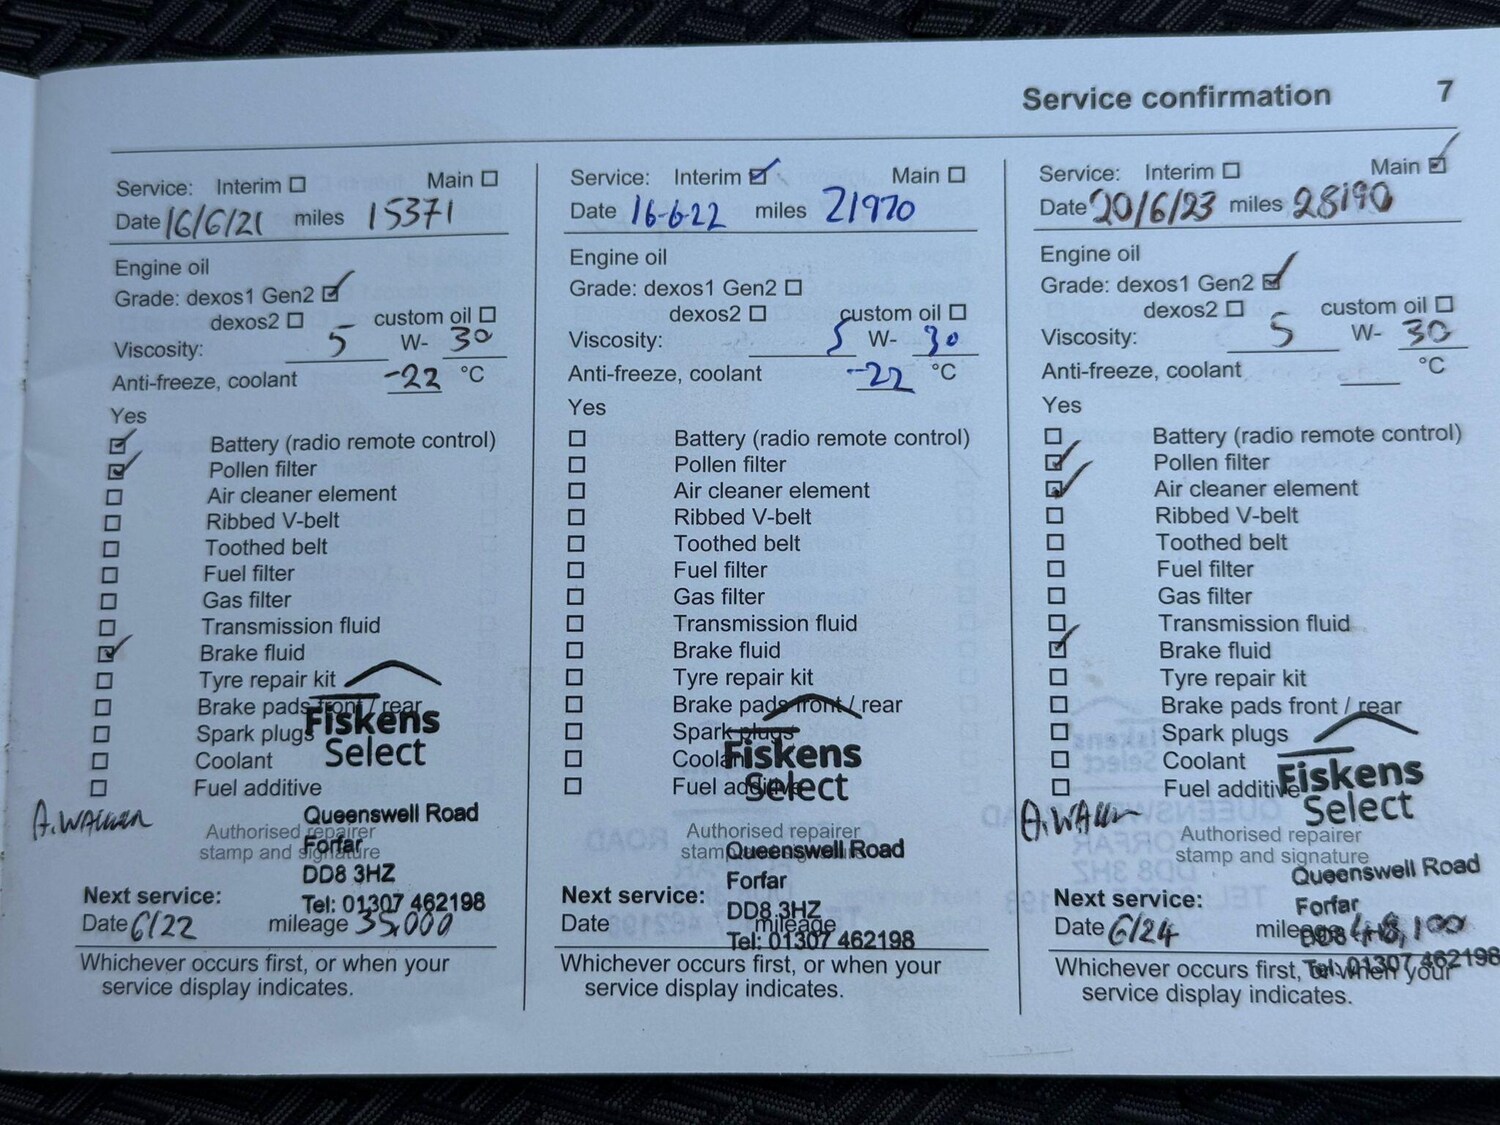 Service confirmation 7
Service: Interim Main
Date 16/6/21 miles 15371
Engine oil
Grade: dexos1 Gen2
dexos2 custom oil
Viscosity: 5 W- 30
Anti-freeze, coolant -22 °C
Yes
Battery (radio remote control)
Pollen filter
Air cleaner element
Ribbed V-belt
Toothed belt
Fuel filter
Gas filter
Transmission fluid
Brake fluid
Tyre repair kit
Brake pads front / rear
Spark plugs
Coolant
Fuel additive
Fiskens
Select
A. WALKER
Authorised repairer
stamp and signature
Queenswell Road
Forfar
DD8 3HZ
Tel: 01307 462198
Next service:
Date 6/22 mileage 35,000
Whichever occurs first, or when your
service display indicates.
Service: Interim Main
Date 16-6-22 miles 21970
Engine oil
Grade: dexos1 Gen2
dexos2 custom oil
Viscosity: 5 W- 30
Anti-freeze, coolant -22 °C
Yes
Battery (radio remote control)
Pollen filter
Air cleaner element
Ribbed V-belt
Toothed belt
Fuel filter
Gas filter
Transmission fluid
Brake fluid
Tyre repair kit
Brake pads front / rear
Spark plugs
Coolant
Fuel additive
Fiskens
Select
Authorised repairer
stamp and signature
Queenswell Road
Forfar
DD8 3HZ
Tel: 01307 462198
Next service:
Date mileage
Whichever occurs first, or when your
service display indicates.
Service: Interim Main
Date 20/6/23 miles 28190
Engine oil
Grade: dexos1 Gen2
dexos2 custom oil
Viscosity: 5 W- 30
Anti-freeze, coolant °C
Yes
Battery (radio remote control)
Pollen filter
Air cleaner element
Ribbed V-belt
Toothed belt
Fuel filter
Gas filter
Transmission fluid
Brake fluid
Tyre repair kit
Brake pads front / rear
Spark plugs
Coolant
Fuel additive
Fiskens
Select
Authorised repairer
stamp and signature
Queenswell Road
Forfar
DD8 3HZ
Tel: 01307 462198
Next service:
Date 6/24 mileage 48,100
Whichever occurs first, or when your
service display indicates.